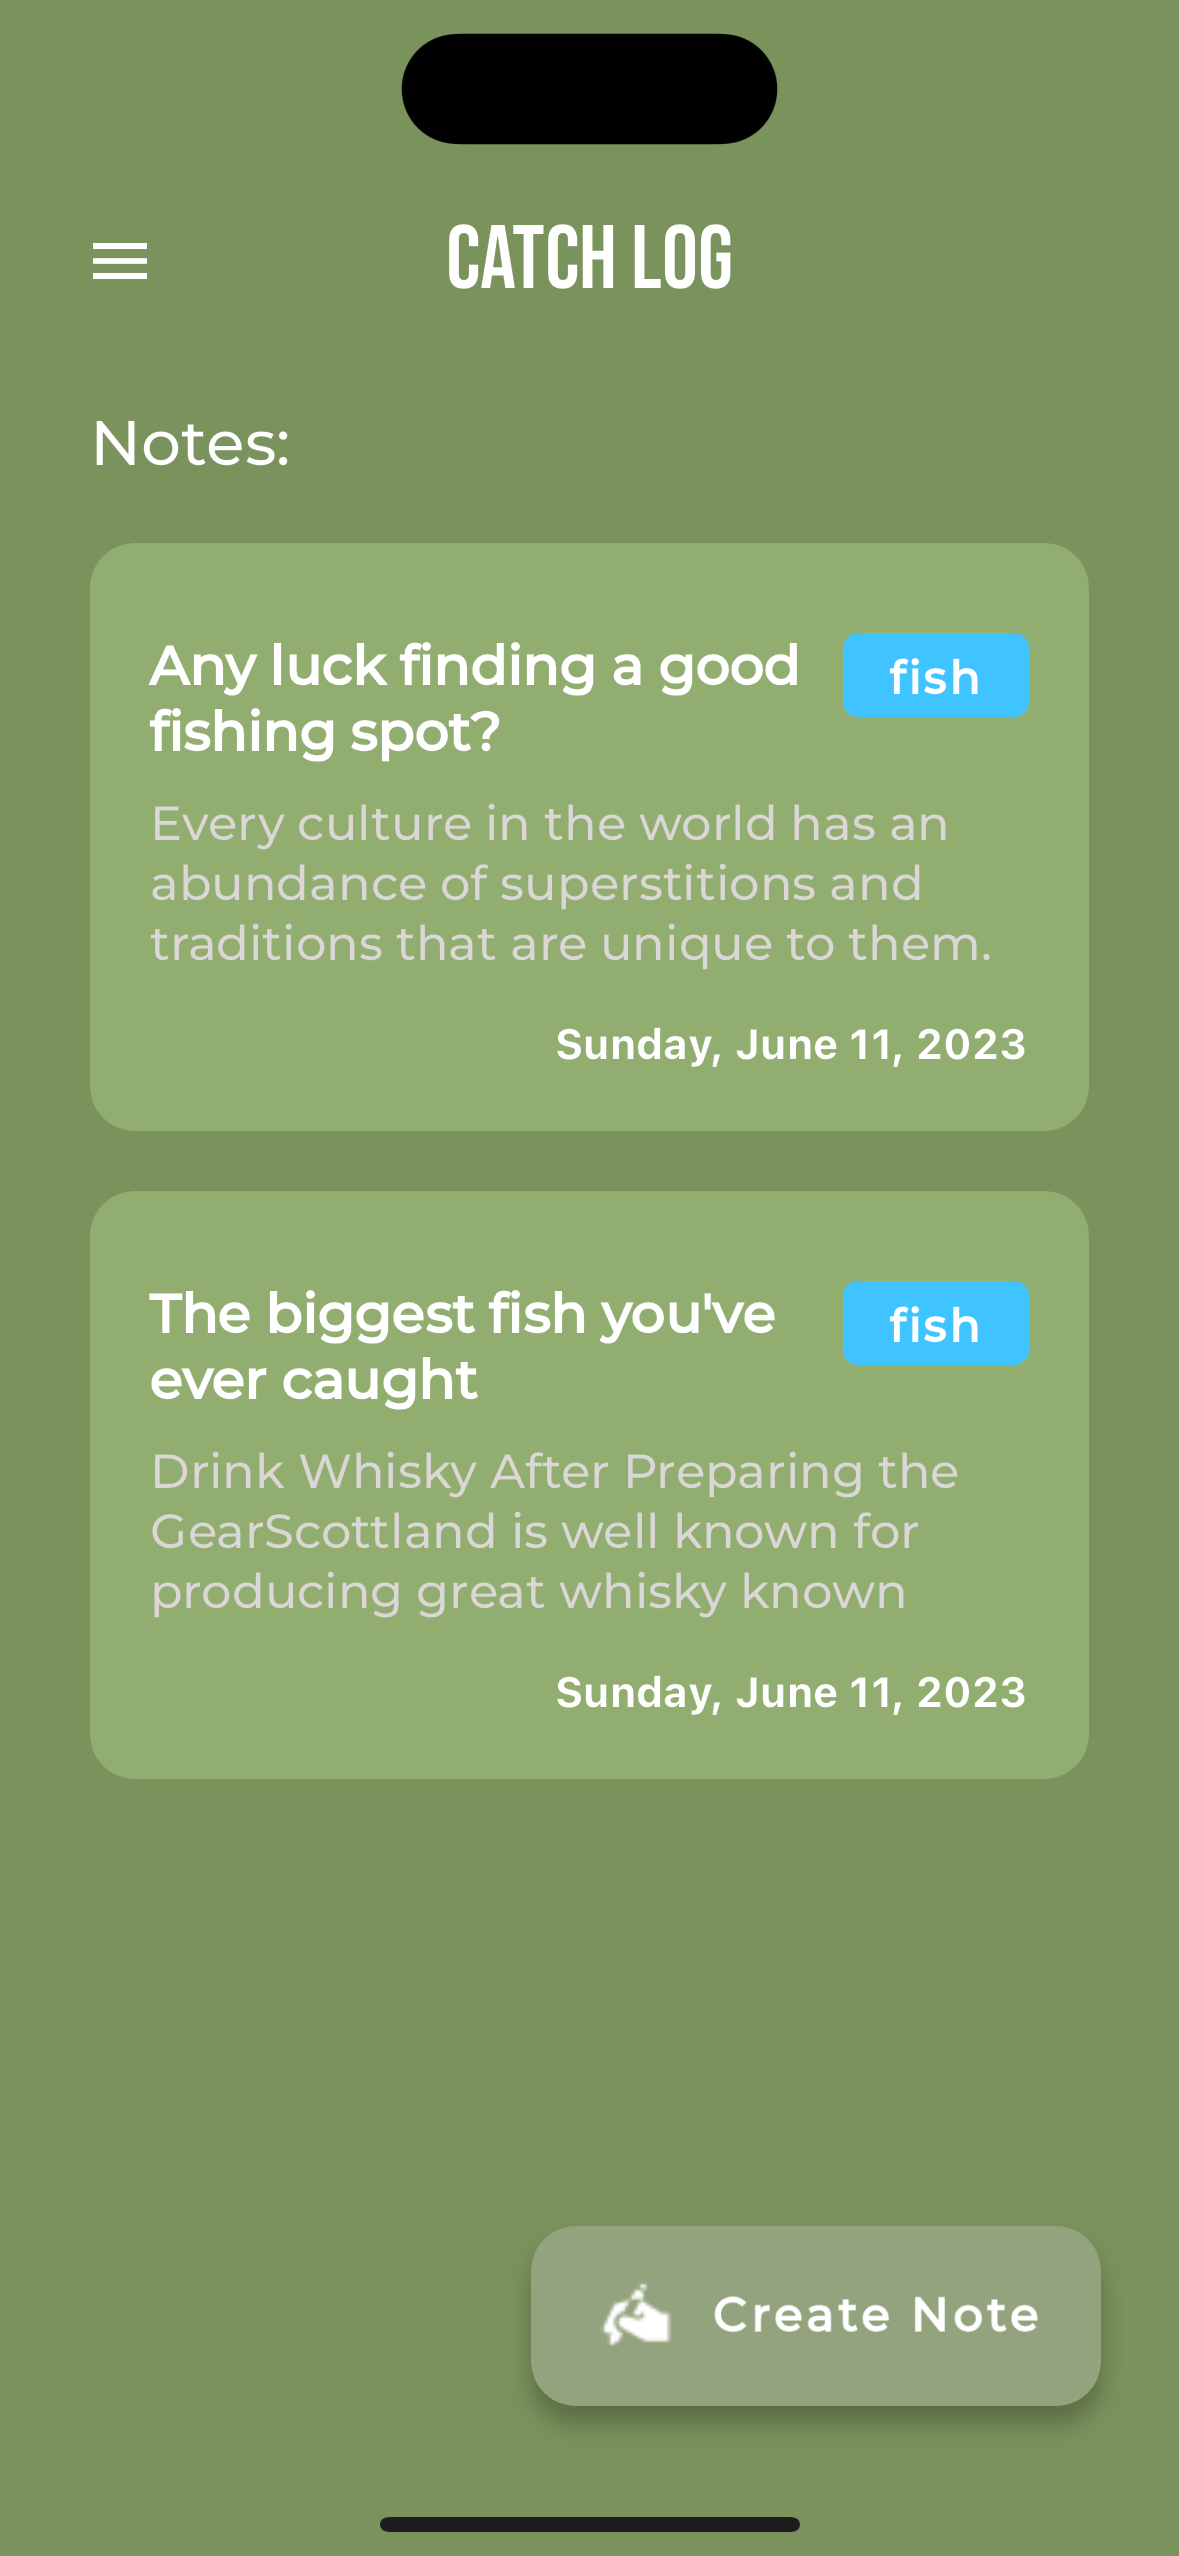 CATCH LOG
Notes:
Any luck finding a good
fishing spot?
fish
Every culture in the world has an
abundance of superstitions and
traditions that are unique to them.
Sunday, June 11, 2023
The biggest fish you've
ever caught
fish
Drink Whisky After Preparing the
GearScottland is well known for
producing great whisky known
Sunday, June 11, 2023
Create Note